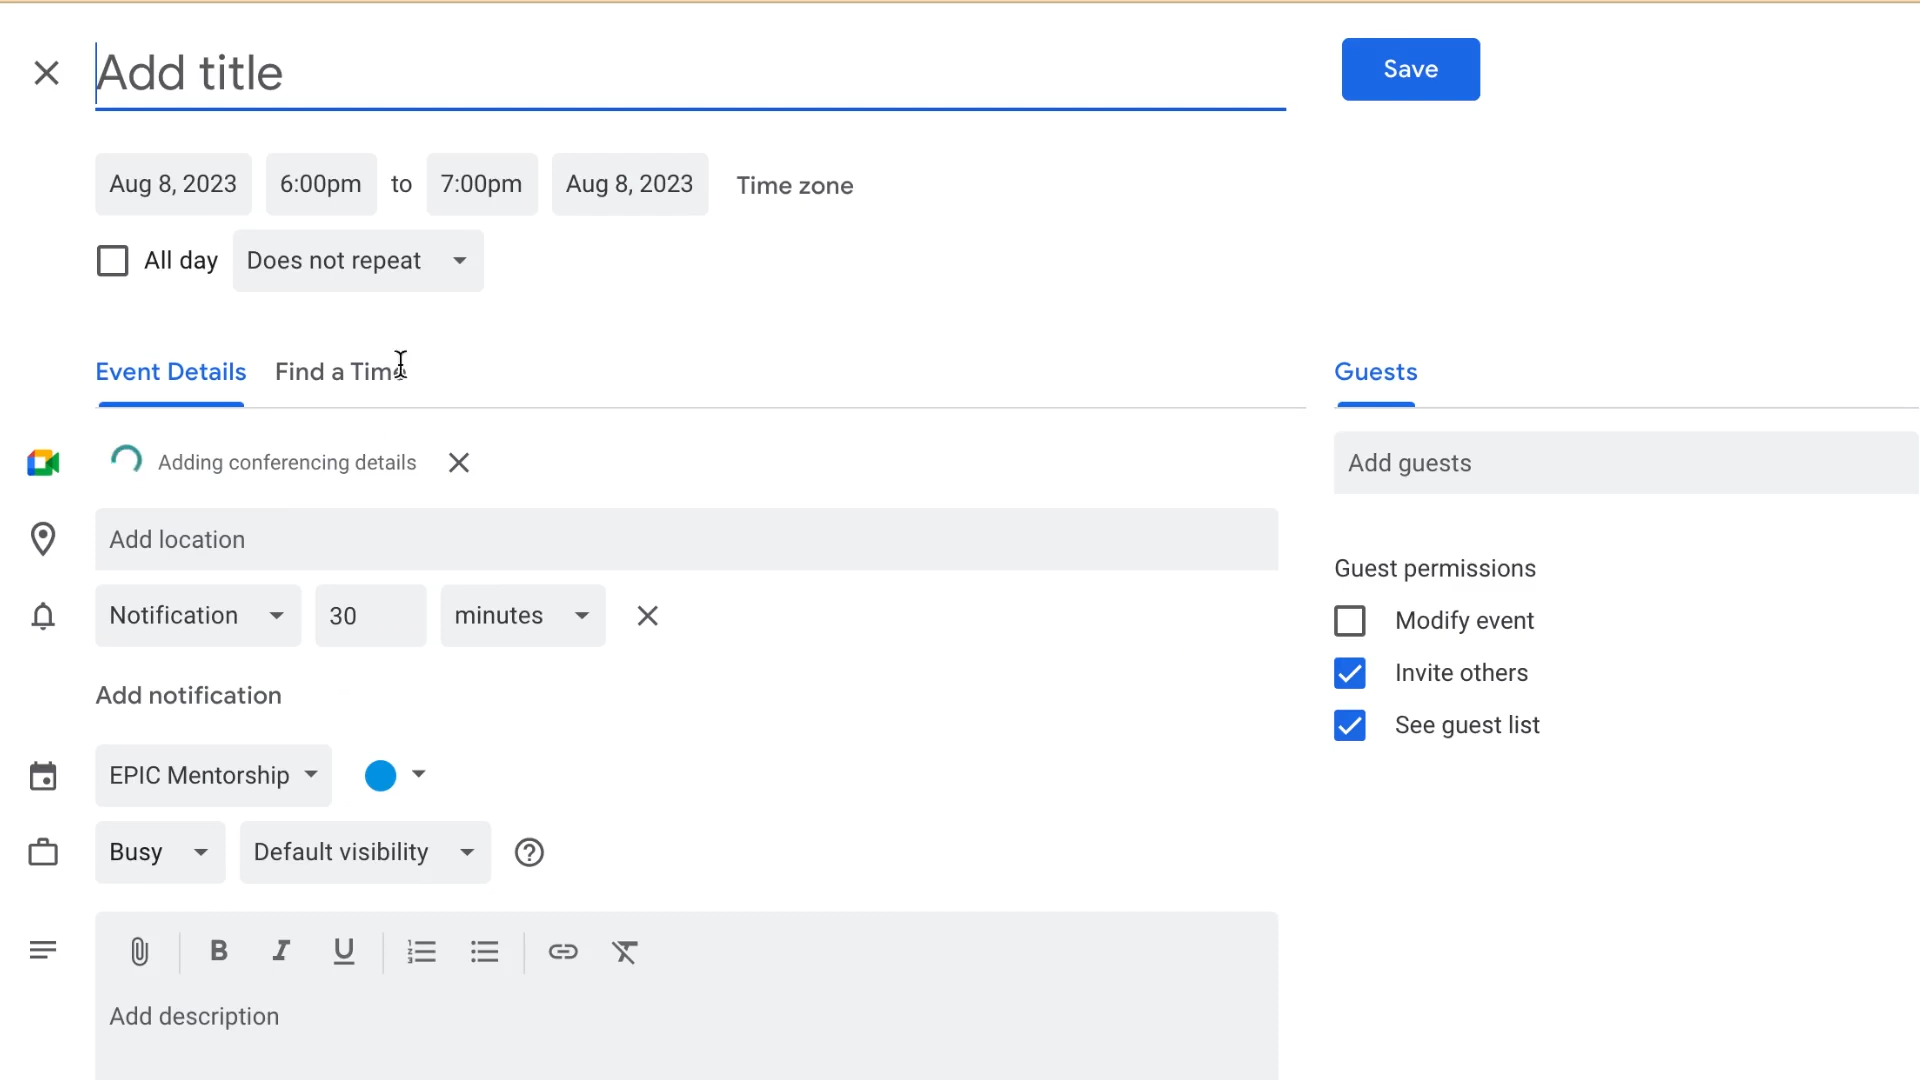 Add title
Save
Aug 8, 2023 6:00pm to 7:00pm Aug 8, 2023 Time zone
All day Does not repeat
Event Details Find a Time
Guests
Adding conferencing details
Add guests
Add location
Guest permissions
Notification 30 minutes
Modify event
Invite others
Add notification
See guest list
EPIC Mentorship
Busy Default visibility
B I U
Add description